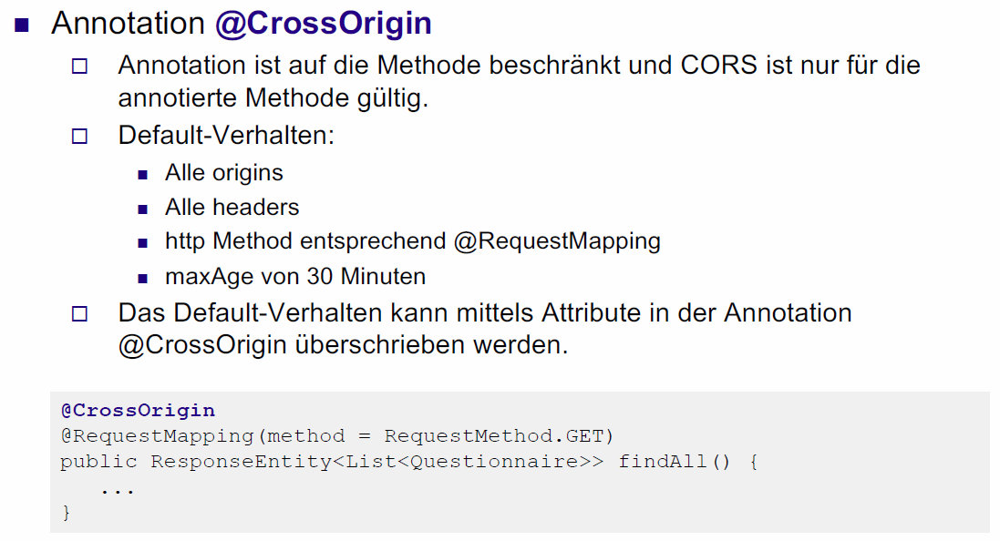 Annotation @CrossOrigin
Annotation ist auf die Methode beschränkt und CORS ist nur für die
annotierte Methode gültig.
Default-Verhalten:
Alle origins
Alle headers
http Method entsprechend @RequestMapping
maxAge von 30 Minuten
Das Default-Verhalten kann mittels Attribute in der Annotation
@CrossOrigin überschrieben werden.
@CrossOrigin
@RequestMapping(method = RequestMethod.GET)
public ResponseEntity<List<Questionnaire>> findAll() {
   ...
}